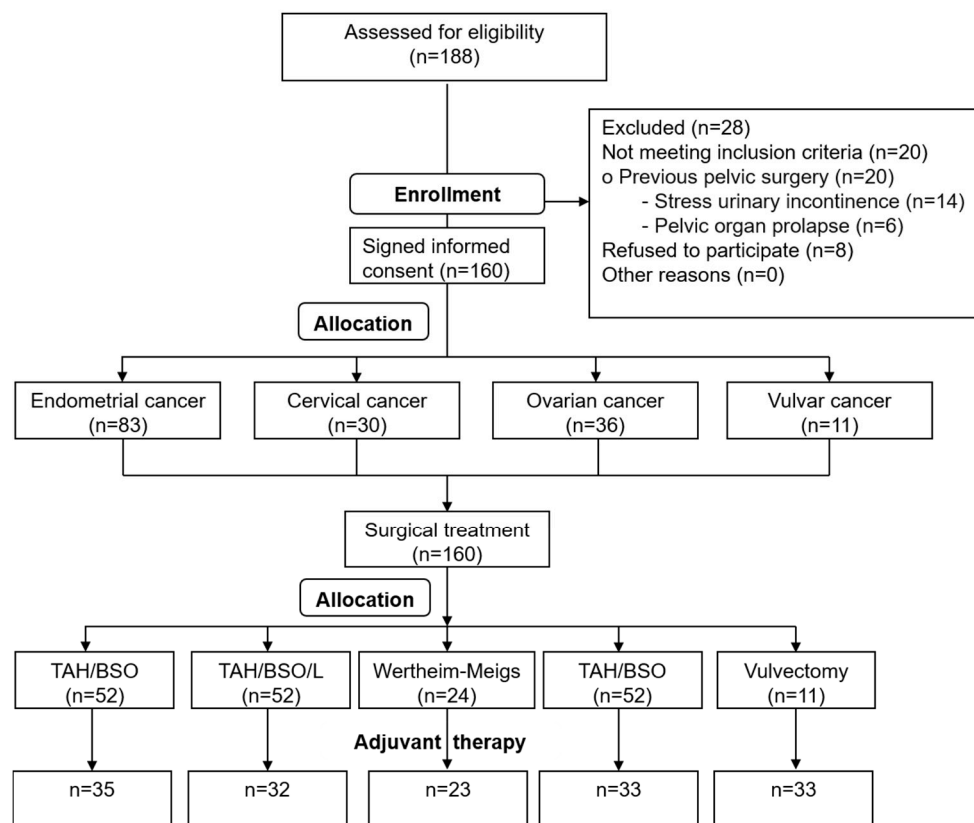 Assessed for eligibility
(n=188)
Excluded (n=28)
Not meeting inclusion criteria (n=20)
o Previous pelvic surgery (n=20)
- Stress urinary incontinence (n=14)
- Pelvic organ prolapse (n=6)
Refused to participate (n=8)
Other reasons (n=0)
Enrollment
Signed informed
consent (n=160)
Allocation
Endometrial cancer
(n=83)
Cervical cancer
(n=30)
Ovarian cancer
(n=36)
Vulvar cancer
(n=11)
Surgical treatment
(n=160)
Allocation
TAH/BSO
(n=52)
TAH/BSO/L
(n=52)
Wertheim-Meigs
(n=24)
TAH/BSO
(n=52)
Vulvectomy
(n=11)
Adjuvant therapy
n=35
n=32
n=23
n=33
n=33